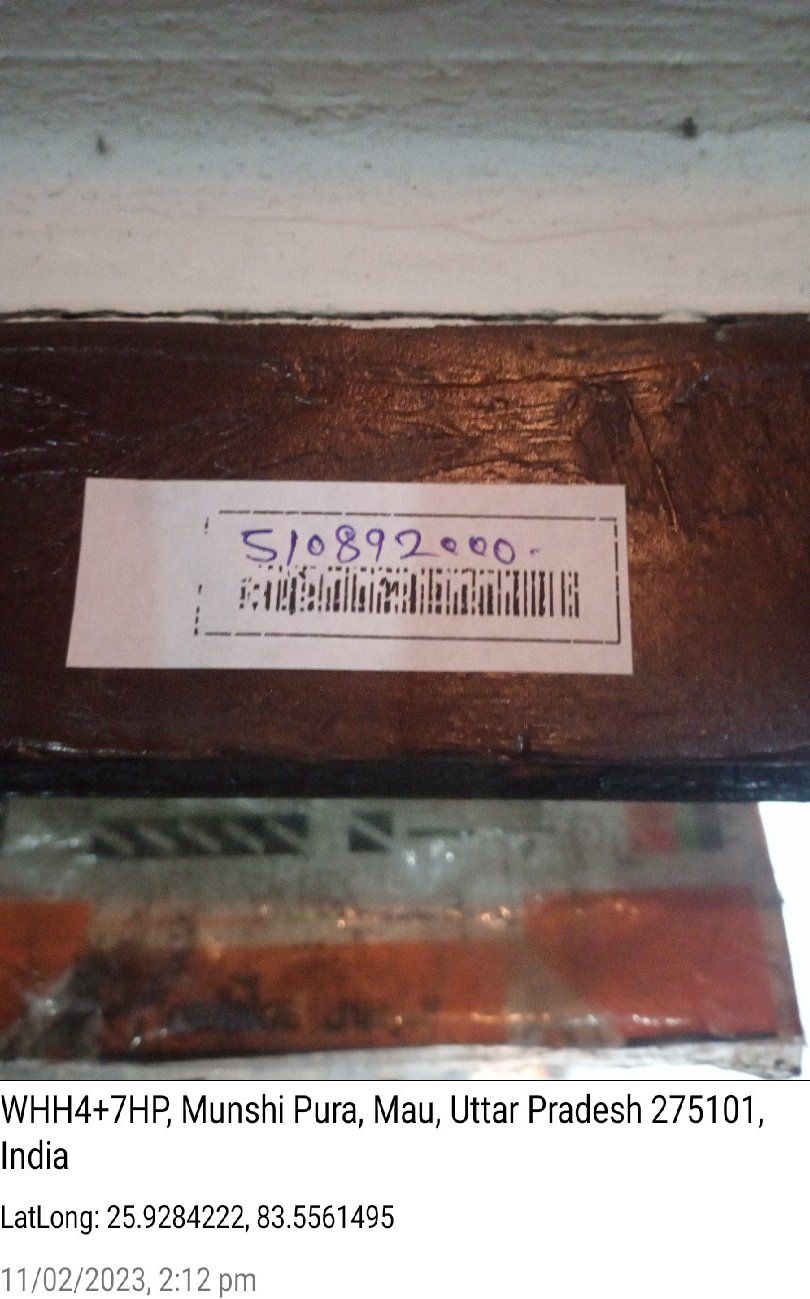 510892000-
WHH4+7HP, Munshi Pura, Mau, Uttar Pradesh 275101,
India
LatLong: 25.9284222, 83.5561495
11/02/2023, 2:12 pm